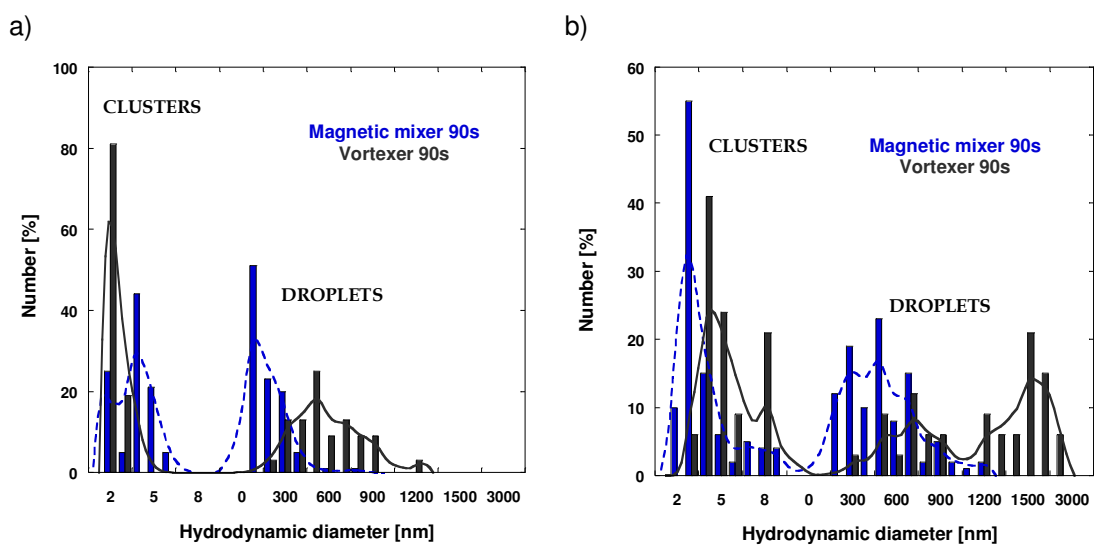 a)
100
80
60
40
20
0
Number [%]
CLUSTERS
Magnetic mixer 90s
Vortexer 90s
DROPLETS
2 5 8 0 300 600 900 1200 1500 3000
Hydrodynamic diameter [nm]
b)
60
50
40
30
20
10
0
Number [%]
CLUSTERS
Magnetic mixer 90s
Vortexer 90s
DROPLETS
2 5 8 0 300 600 900 1200 1500 3000
Hydrodynamic diameter [nm]